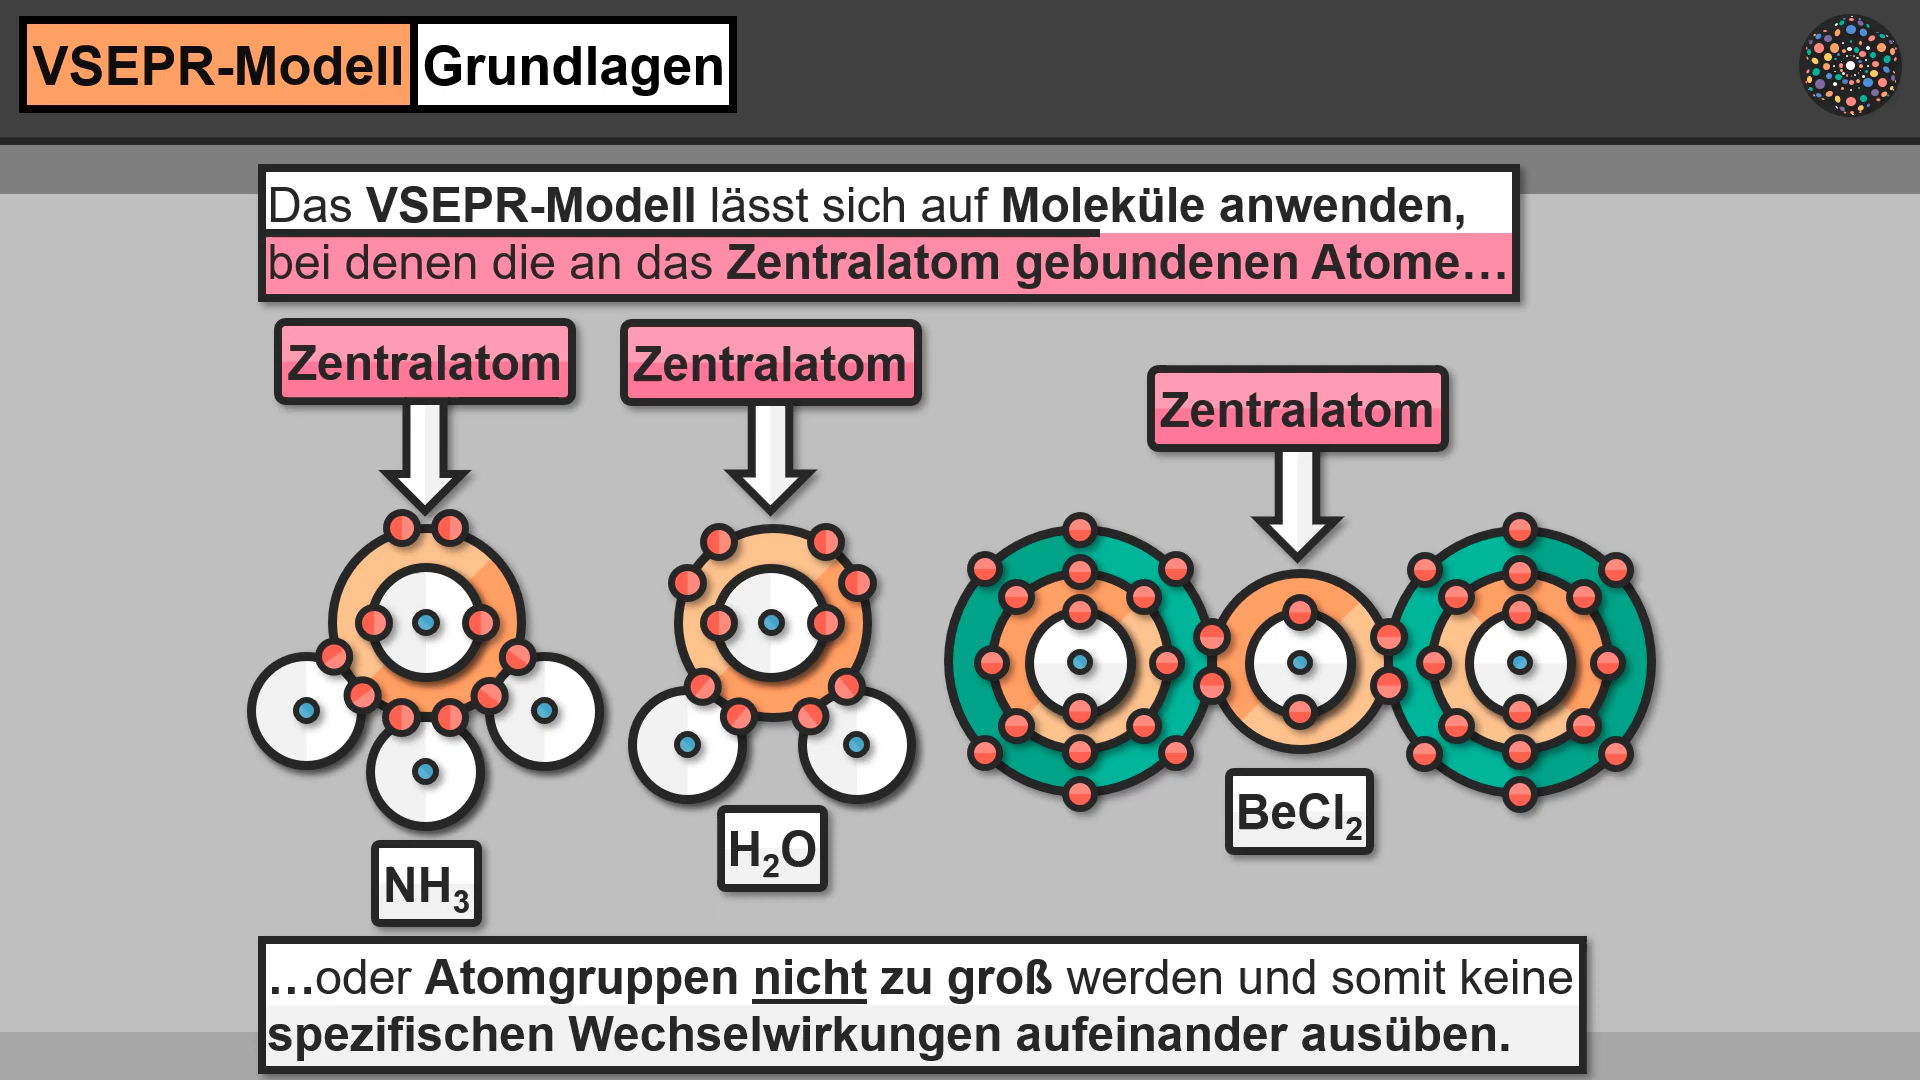 VSEPR-Modell Grundlagen
Das VSEPR-Modell lässt sich auf Moleküle anwenden,
bei denen die an das Zentralatom gebundenen Atome…
Zentralatom
Zentralatom
Zentralatom
NH₃
H₂O
BeCl₂
…oder Atomgruppen nicht zu groß werden und somit keine
spezifischen Wechselwirkungen aufeinander ausüben.